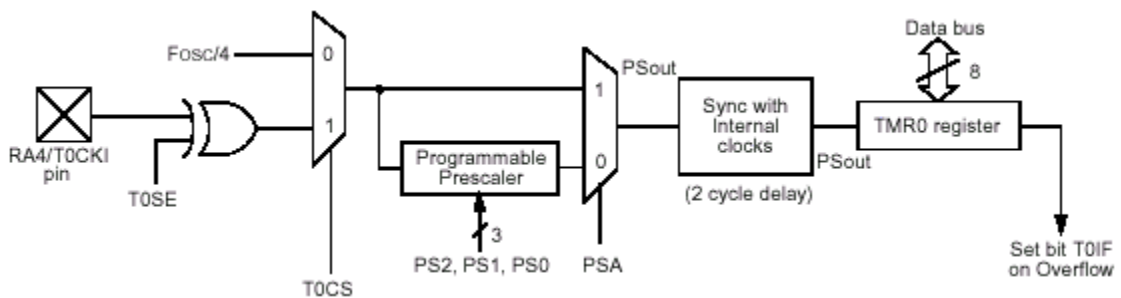 Data bus
8
Fosc/4
0
PSout
1
Sync with
Internal
clocks
TMR0 register
1
RA4/T0CKI
pin
T0SE
Programmable
Prescaler
0
PSout
(2 cycle delay)
3
PS2, PS1, PS0
PSA
T0CS
Set bit T0IF
on Overflow